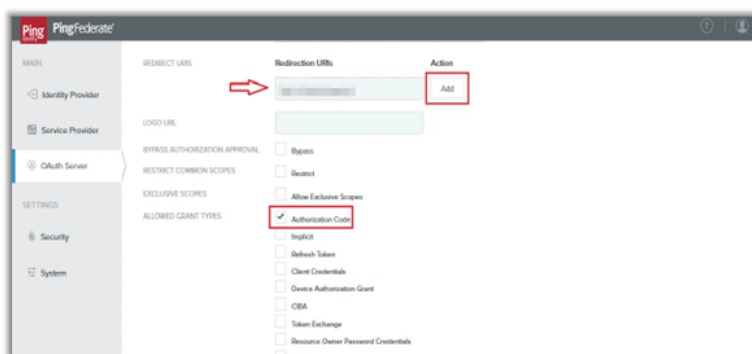 Ping PingFederate
MAIN
Identity Provider
Service Provider
OAuth Server
SETTINGS
Security
System
REDIRECT URIS Redirection URIs Action
Add
LOGO URL
BYPASS AUTHORIZATION APPROVAL Bypass
RESTRICT COMMON SCOPES Restrict
EXCLUSIVE SCOPES Allow Exclusive Scopes
ALLOWED GRANT TYPES Authorization Code
Implicit
Refresh Token
Client Credentials
Device Authorization Grant
CIBA
Token Exchange
Resource Owner Password Credentials